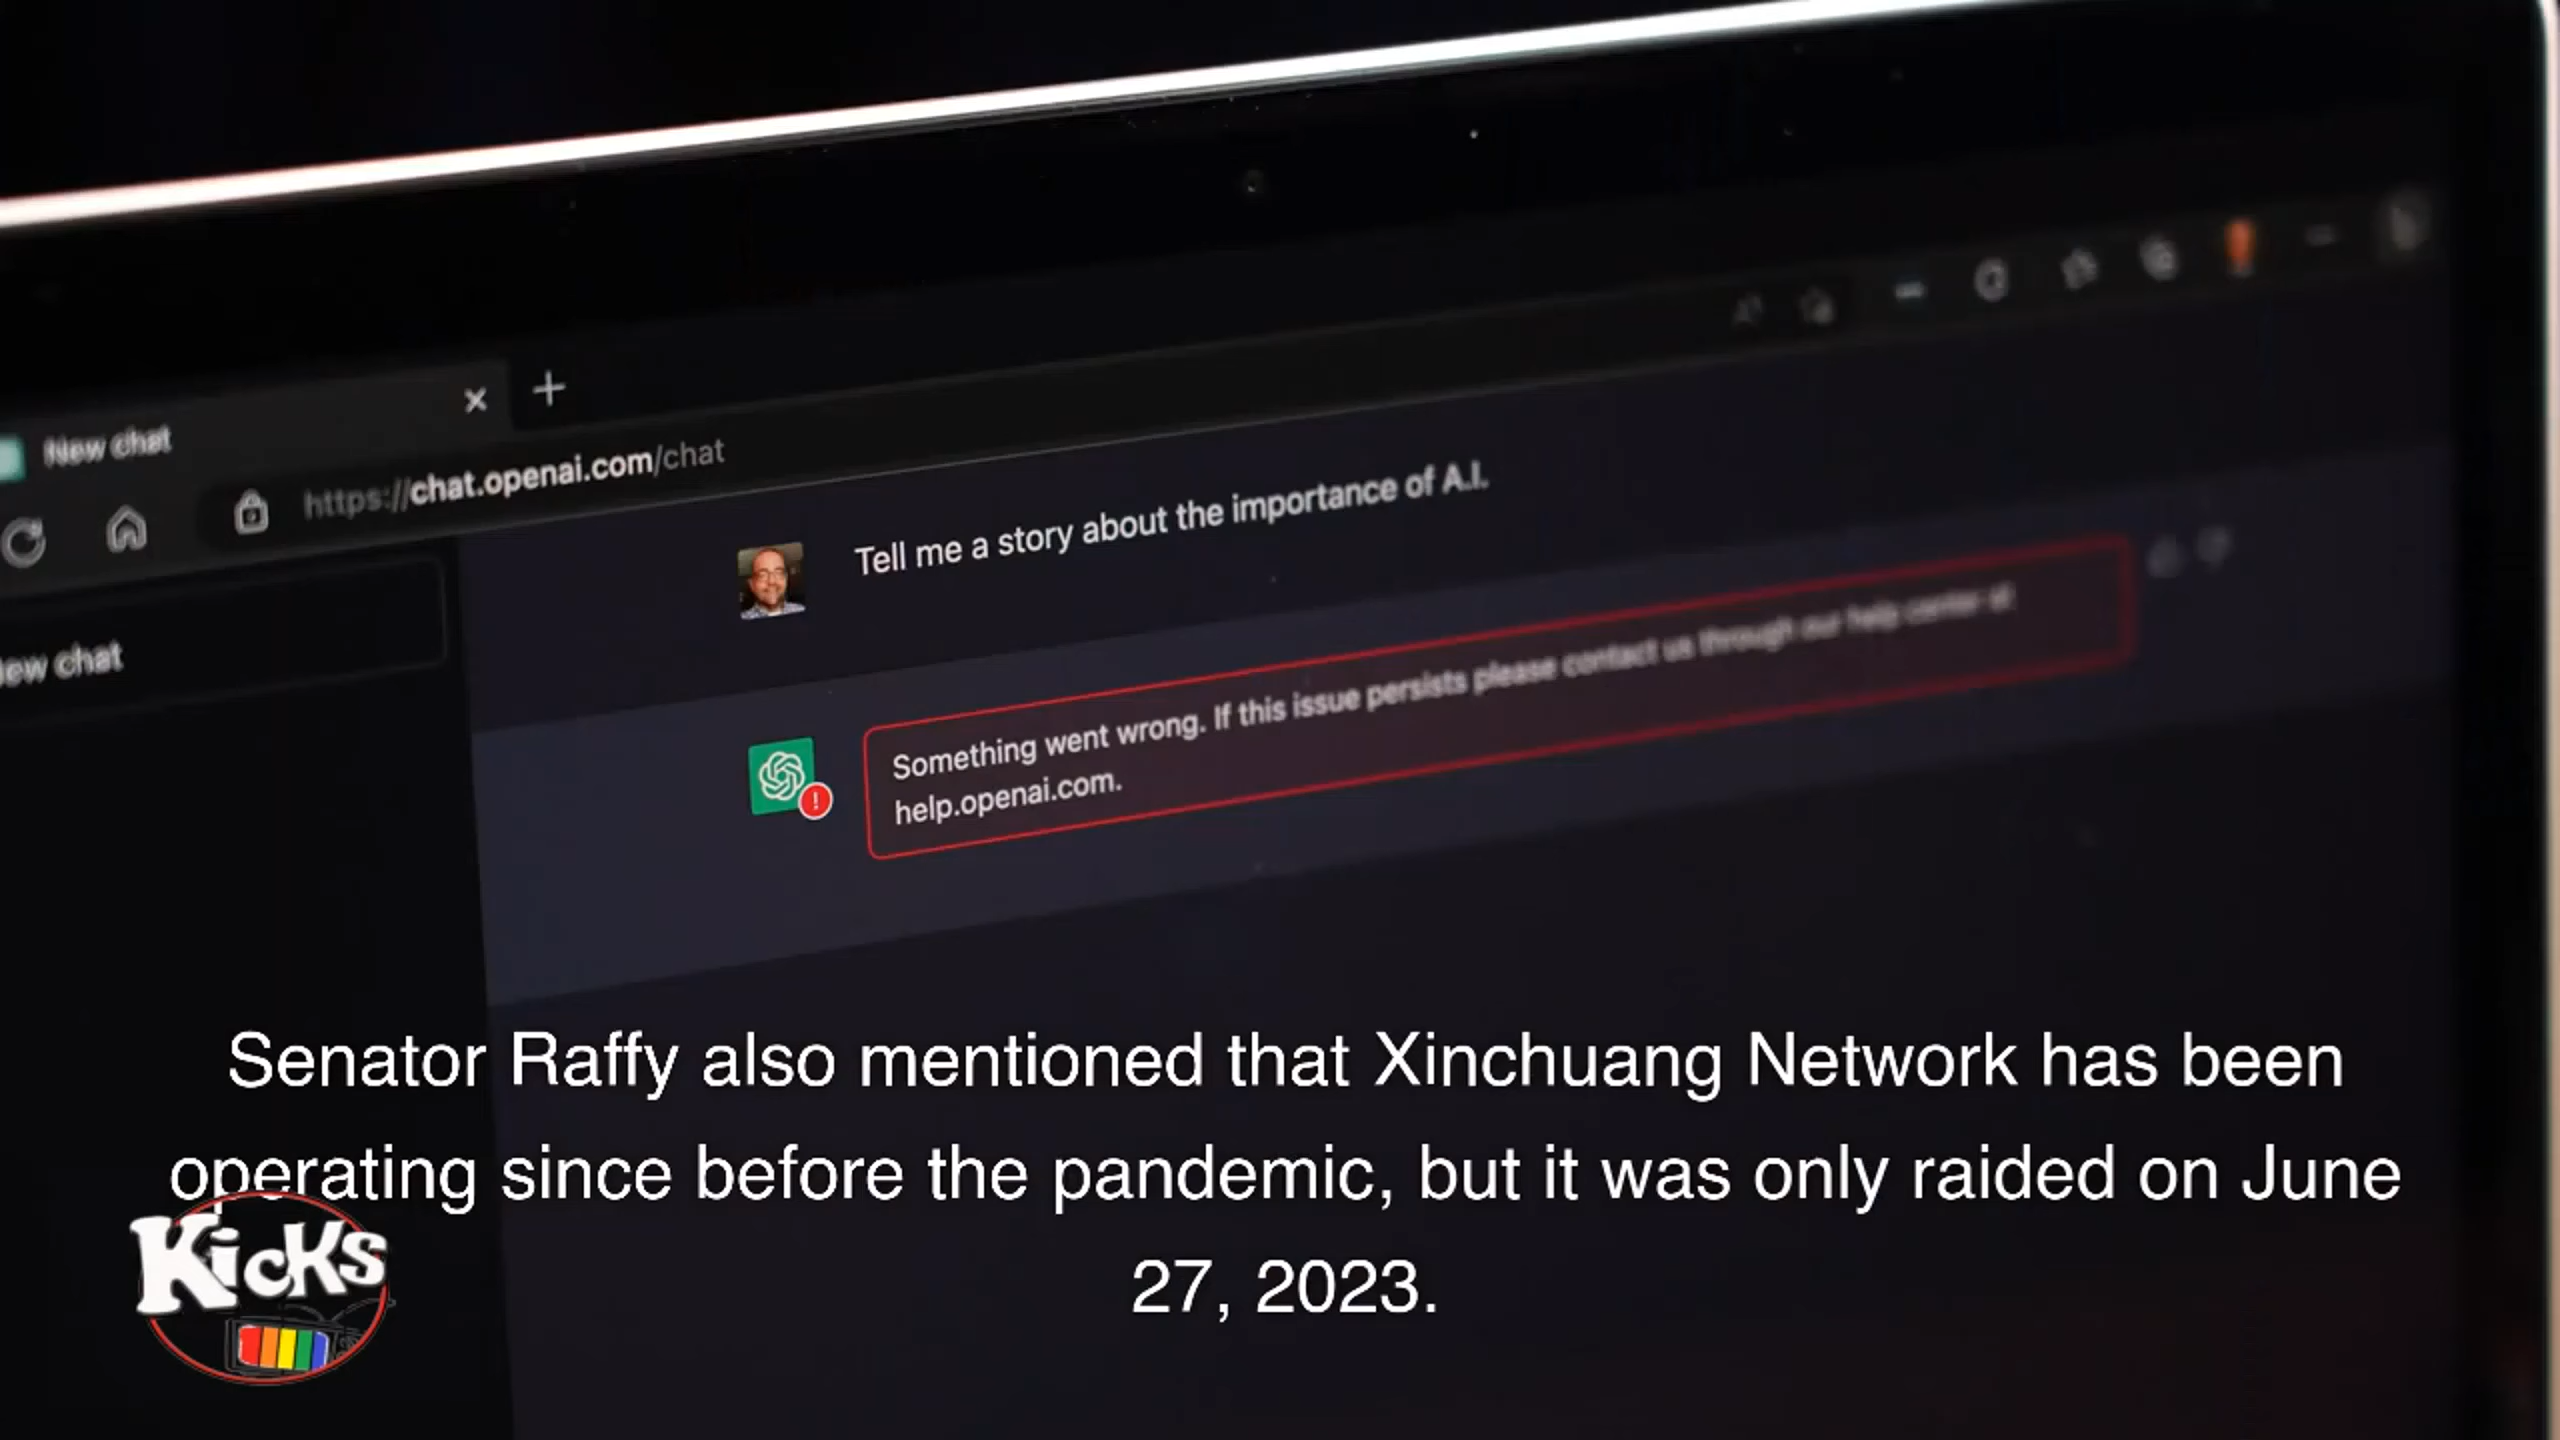 New chat
https://chat.openai.com/chat
Tell me a story about the importance of A.I.
New chat
Something went wrong. If this issue persists please contact us through our help center at
help.openai.com.
Senator Raffy also mentioned that Xinchuang Network has been
operating since before the pandemic, but it was only raided on June
27, 2023.
Kicks